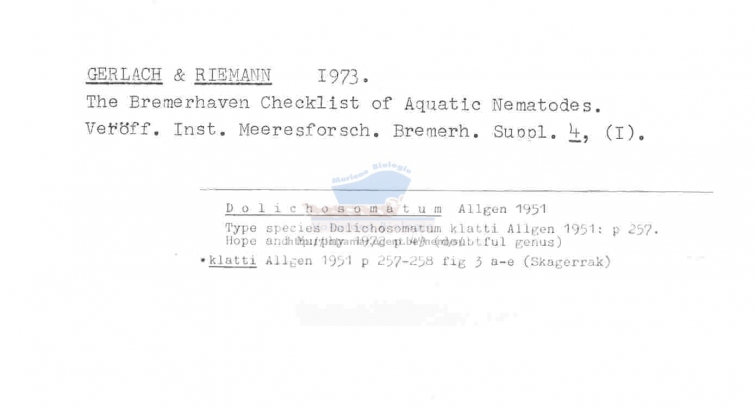 GERLACH & RIEMANN 1973.
The Bremerhaven Checklist of Aquatic Nematodes.
Veröff. Inst. Meeresforsch. Bremerh. Suppl. 4, (I).
Mariene Biologie
Dolichosomatum Allgen 1951
Type species Dolichosomatum klatti Allgen 1951: p 257.
Hope and Murphy 1972 p 49 (doubtful genus)
•klatti Allgen 1951 p 257-258 fig 3 a-e (Skagerrak)